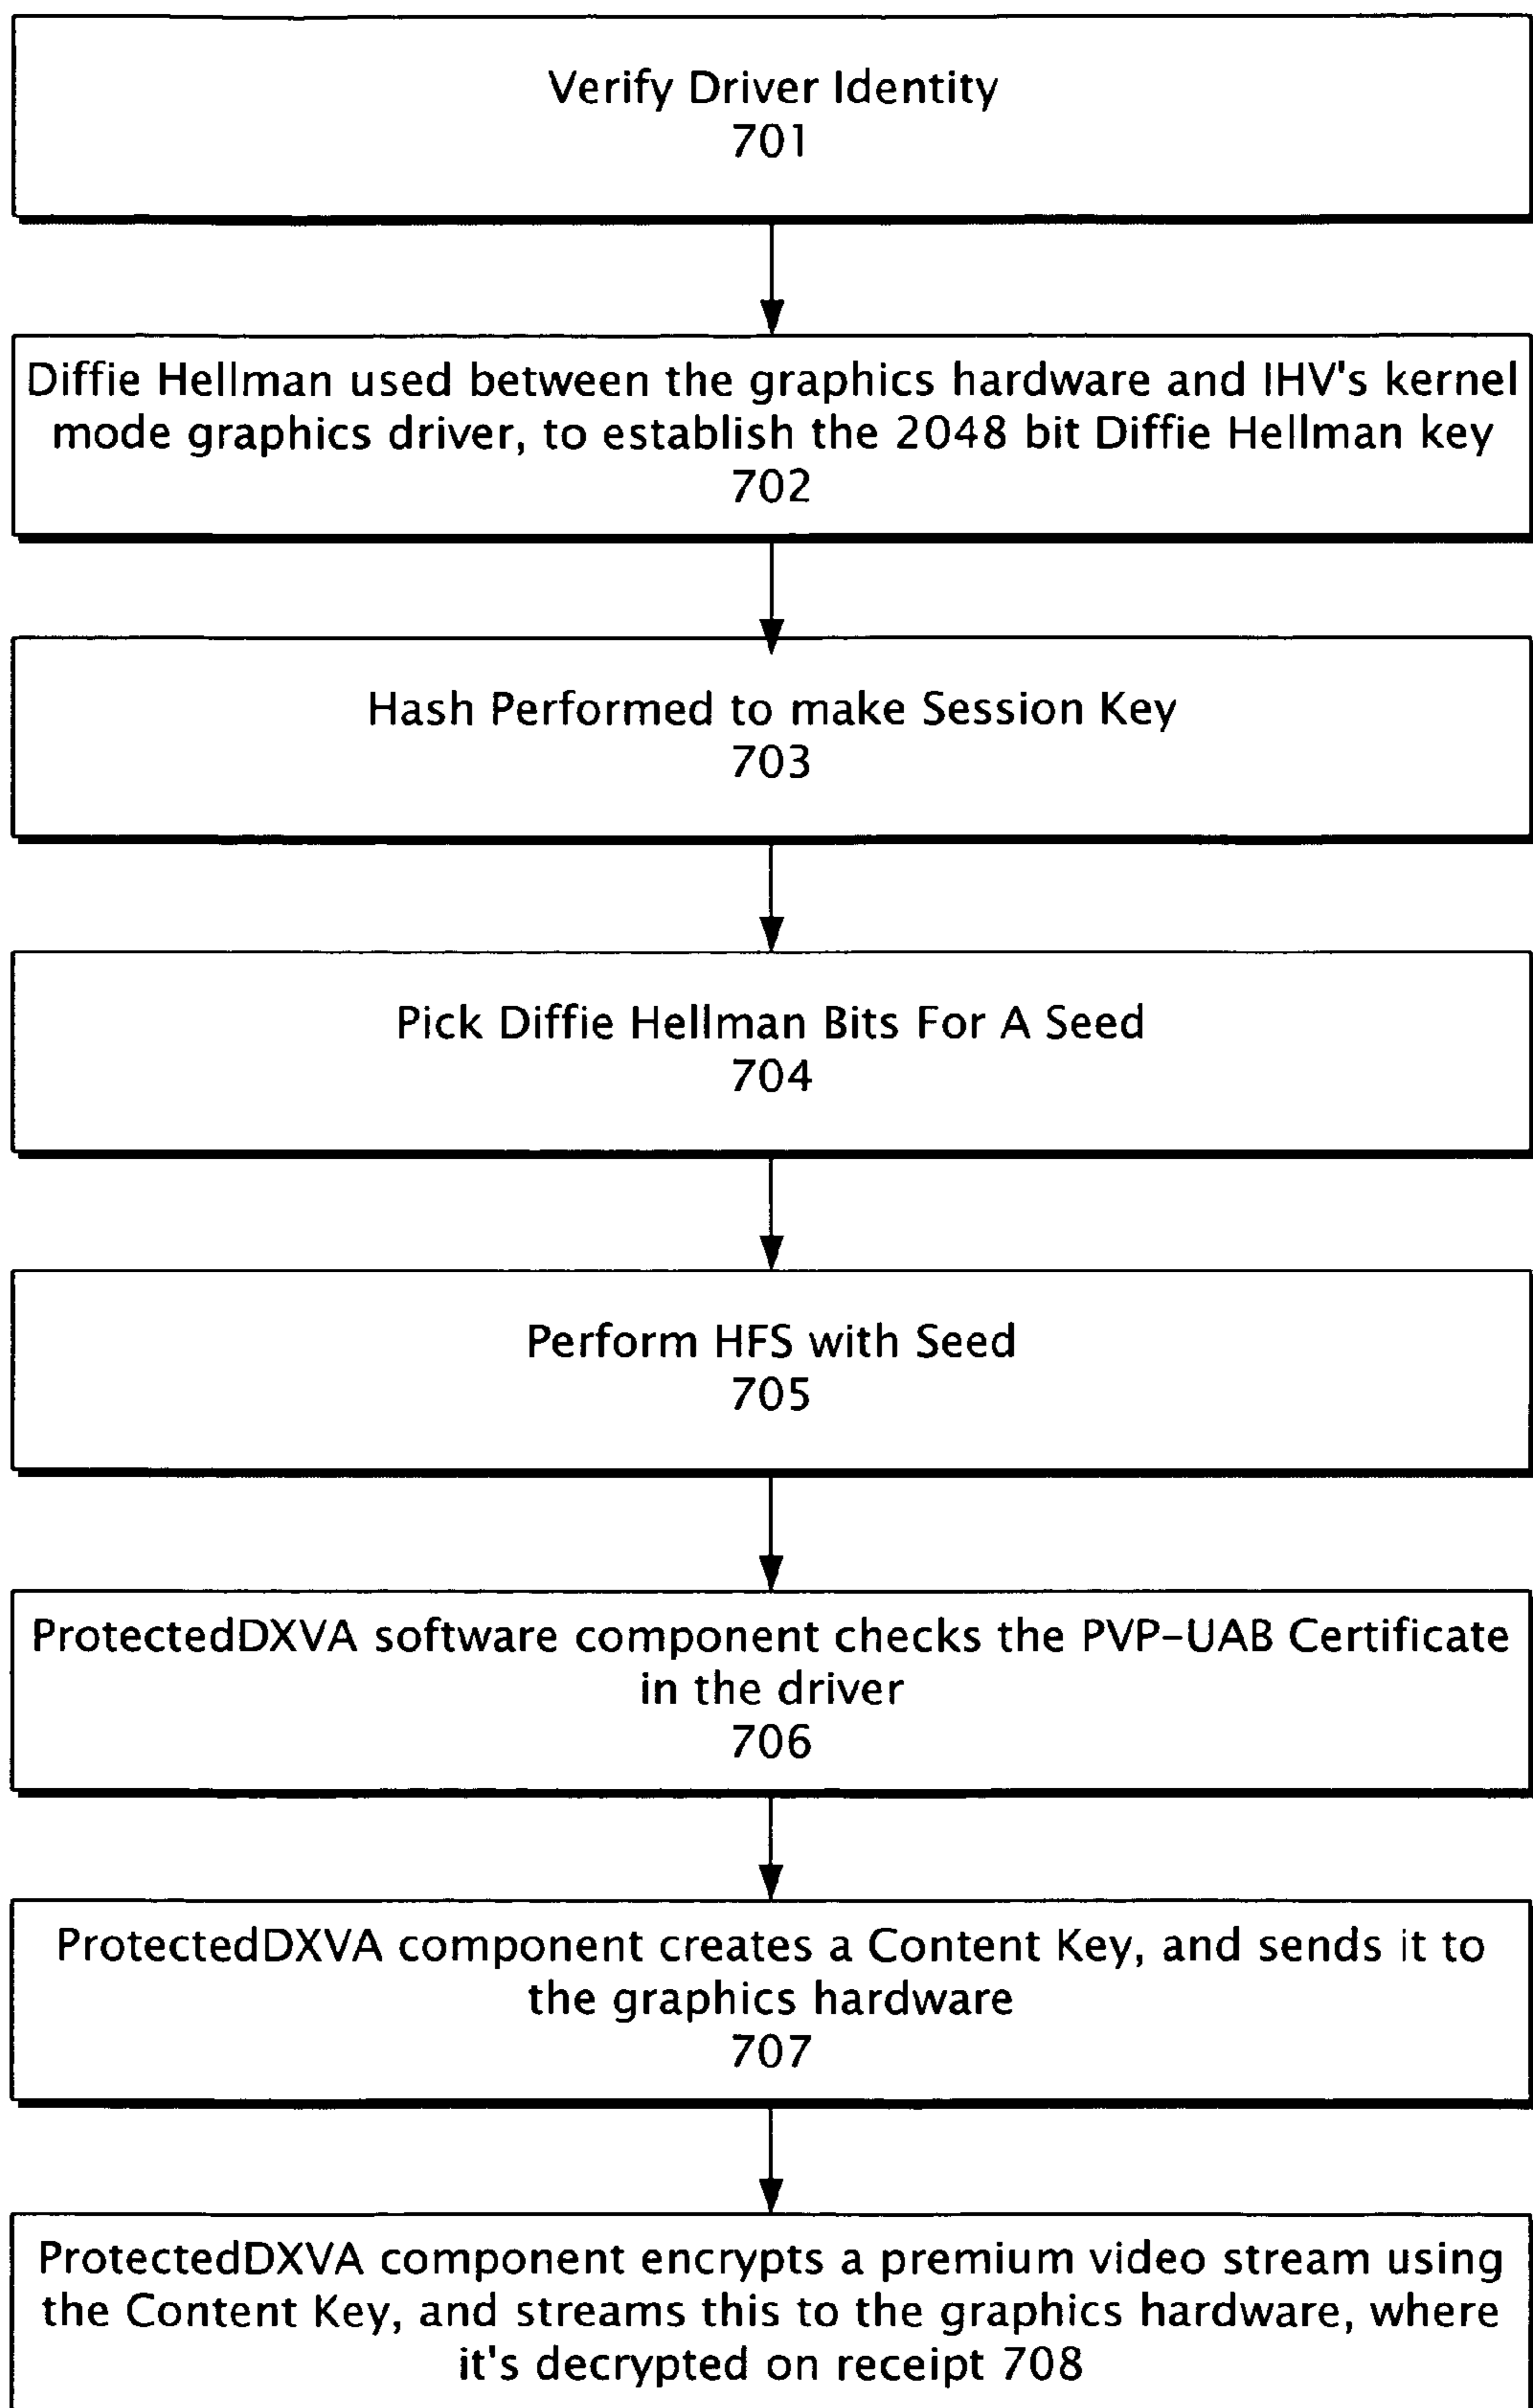 Verify Driver Identity
701
Diffie Hellman used between the graphics hardware and IHV's kernel
mode graphics driver, to establish the 2048 bit Diffie Hellman key
702
Hash Performed to make Session Key
703
Pick Diffie Hellman Bits For A Seed
704
Perform HFS with Seed
705
ProtectedDXVA software component checks the PVP-UAB Certificate
in the driver
706
ProtectedDXVA component creates a Content Key, and sends it to
the graphics hardware
707
ProtectedDXVA component encrypts a premium video stream using
the Content Key, and streams this to the graphics hardware, where
it's decrypted on receipt 708